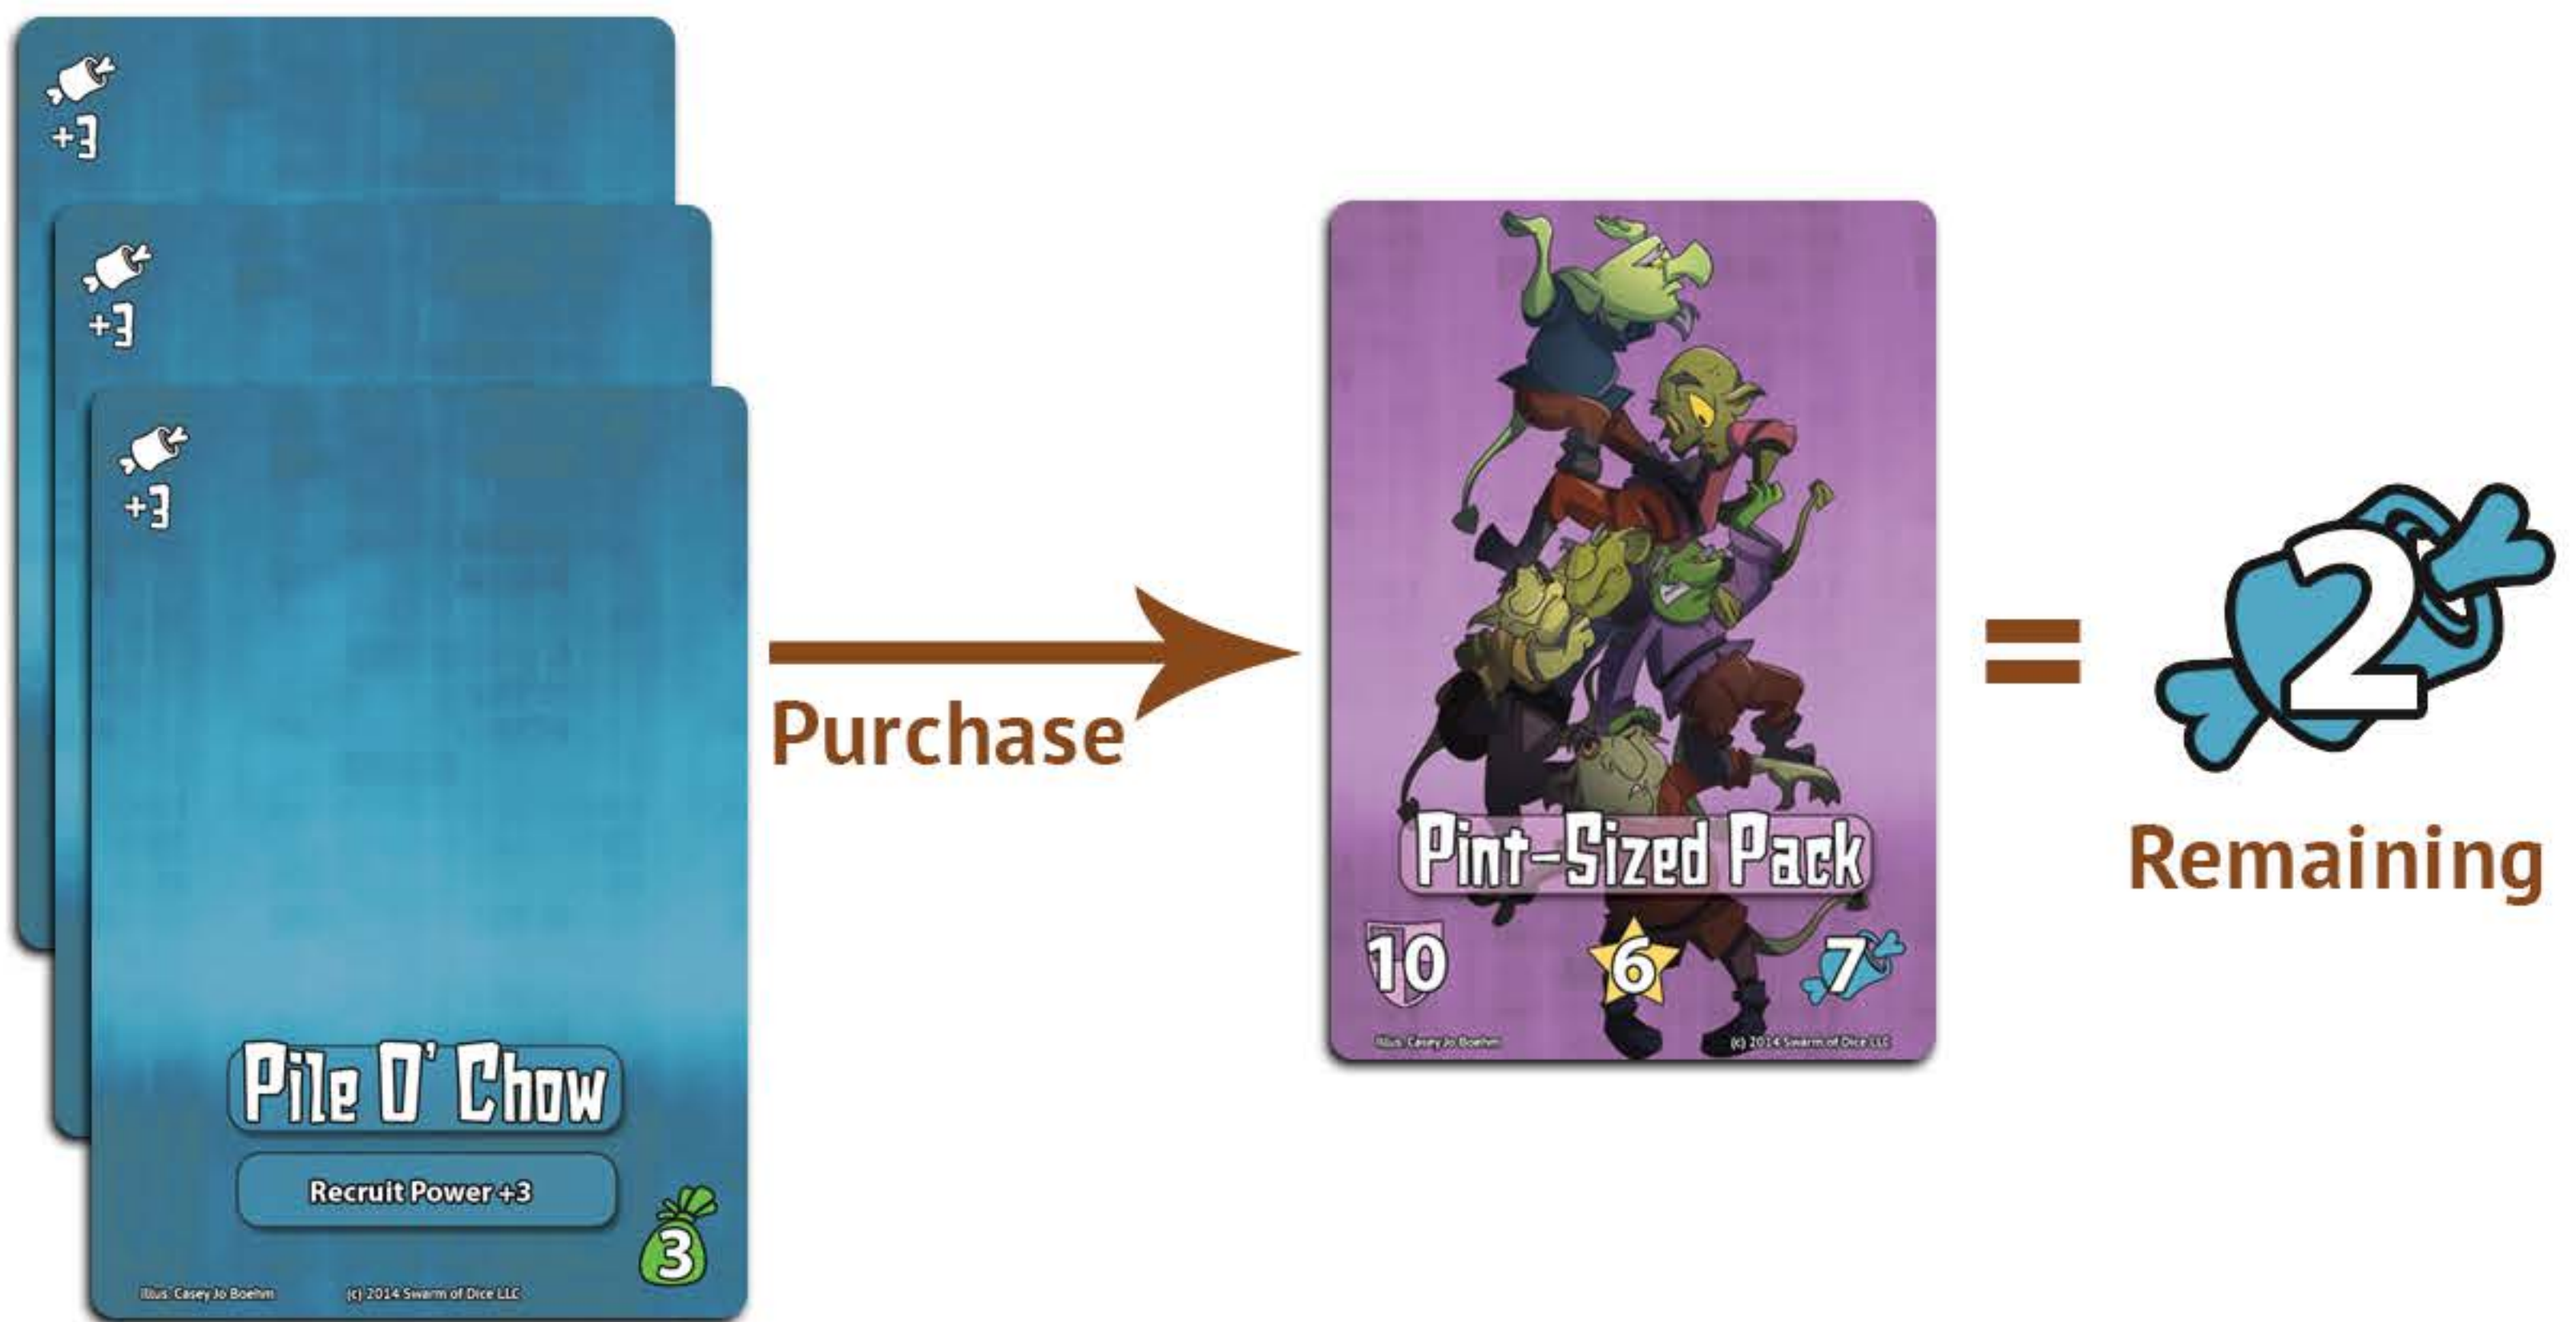 +3
+3
+3
Pile O' Chow
Recruit Power +3
3
Illus. Casey Jo Boehm (c) 2014 Swarm of Dice LLC
Purchase
Pint-Sized Pack
10 6 7
Illus. Casey Jo Boehm (c) 2014 Swarm of Dice LLC
=
2
Remaining